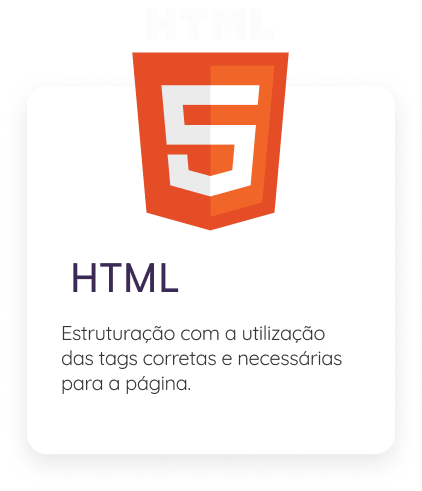 HTML
5
HTML
Estruturação com a utilização
das tags corretas e necessárias
para a página.